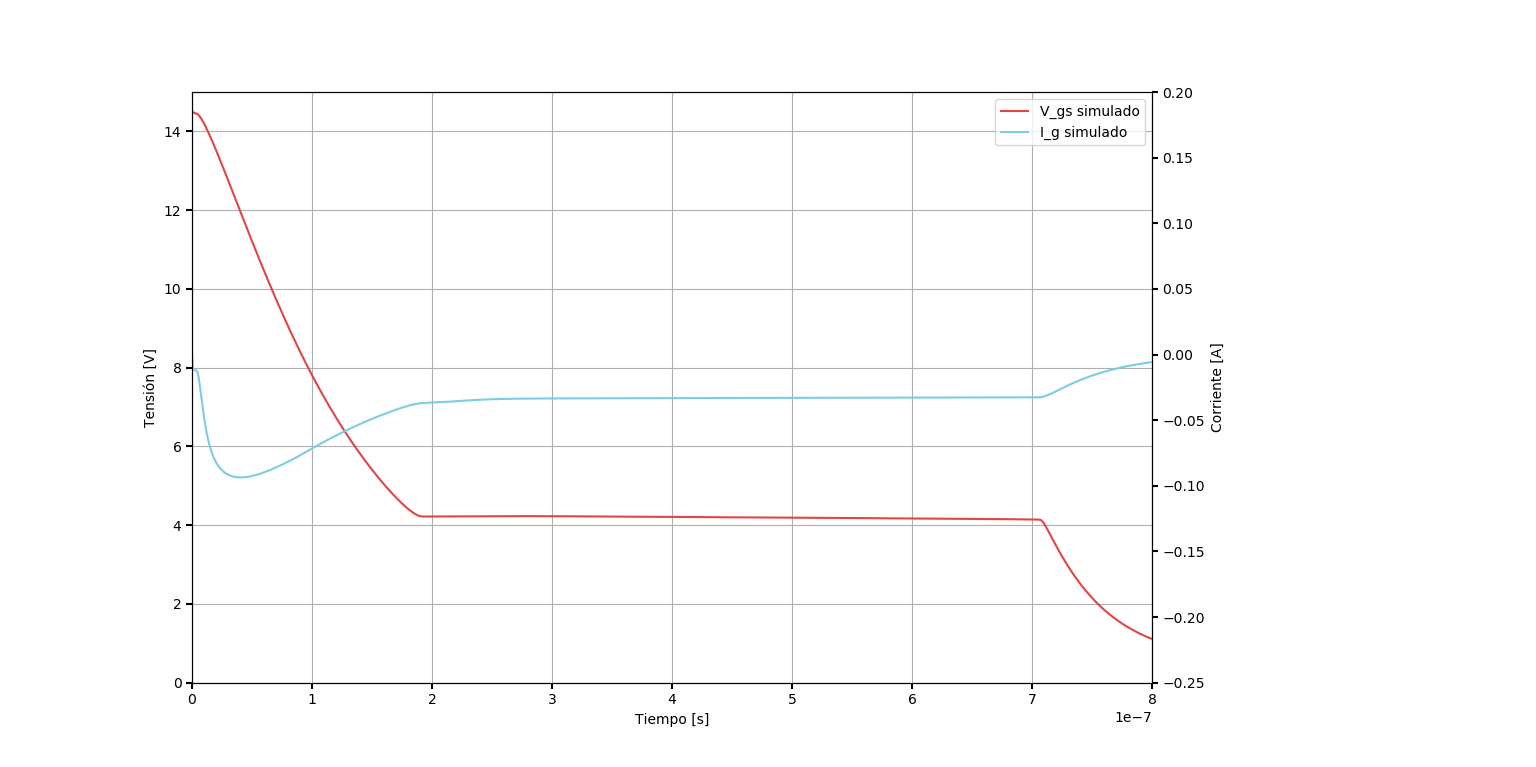 V_gs simulado
I_g simulado
14
12
10
8
6
4
2
0
Tensión [V]
0.20
0.15
0.10
0.05
0.00
−0.05
−0.10
−0.15
−0.20
−0.25
Corriente [A]
0 1 2 3 4 5 6 7 8
Tiempo [s]
1e−7